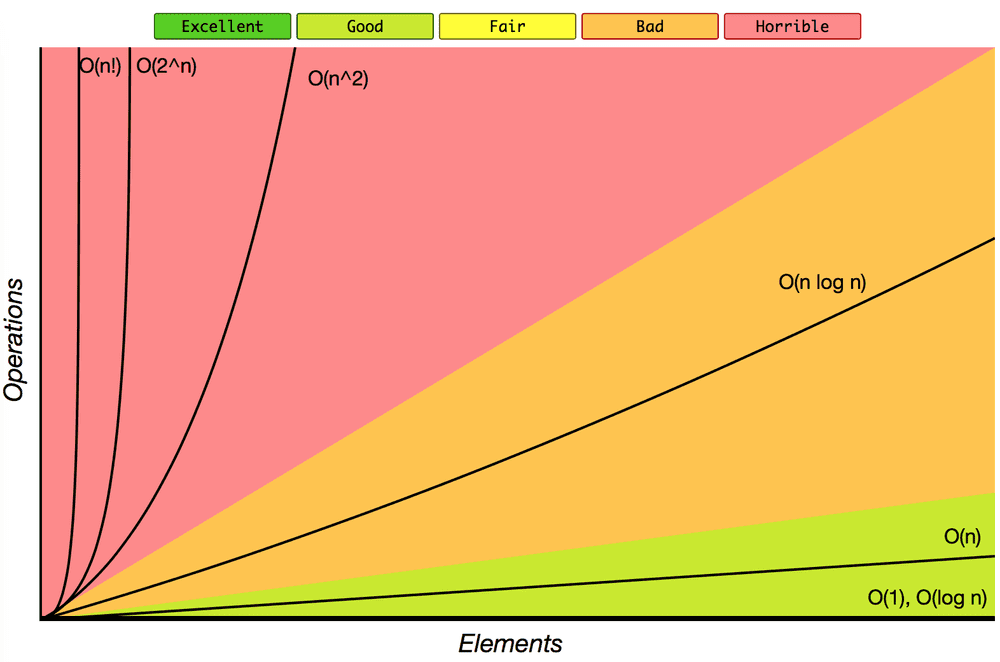 Excellent Good Fair Bad Horrible
O(n!) O(2^n) O(n^2)
O(n log n)
Operations
O(n)
O(1), O(log n)
Elements